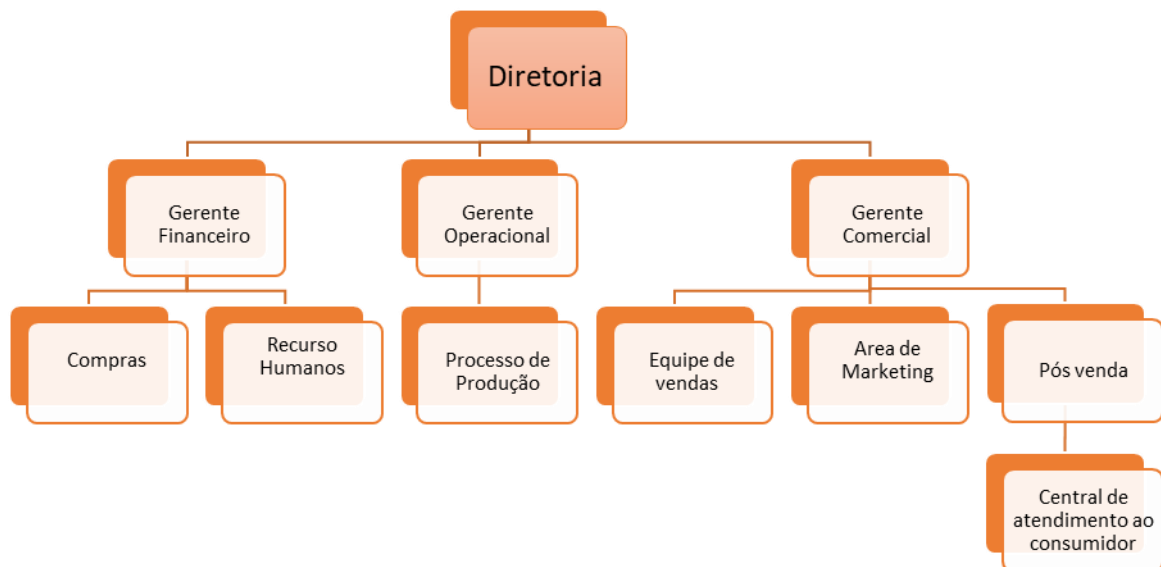 Diretoria
Gerente
Financeiro
Gerente
Operacional
Gerente
Comercial
Compras
Recurso
Humanos
Processo de
Produção
Equipe de
vendas
Area de
Marketing
Pós venda
Central de
atendimento ao
consumidor